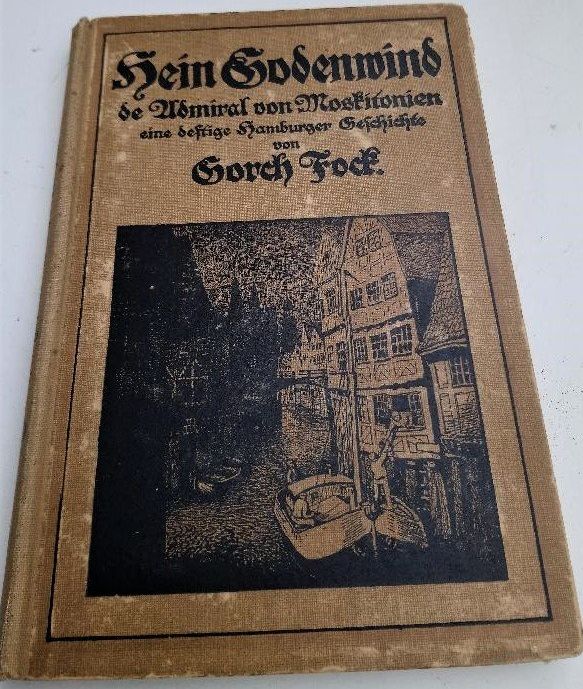 Hein Godenwind
de Admiral von Moskitonien
eine deftige Hamburger Geschichte
von
Gorch Fock.